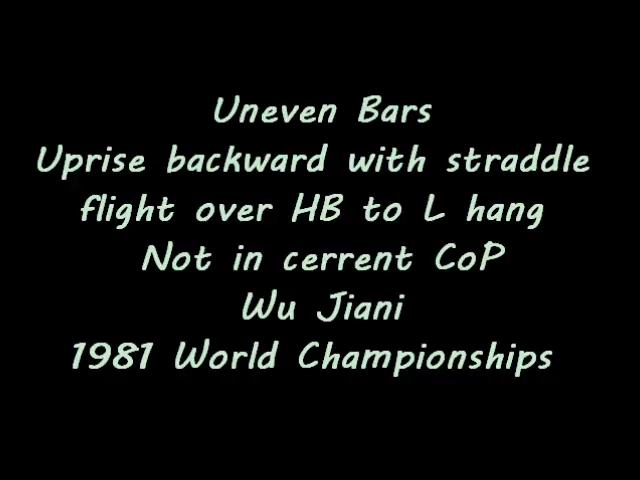 Uneven Bars
Uprise backward with straddle
flight over HB to L hang
Not in cerrent CoP
Wu Jiani
1981 World Championships